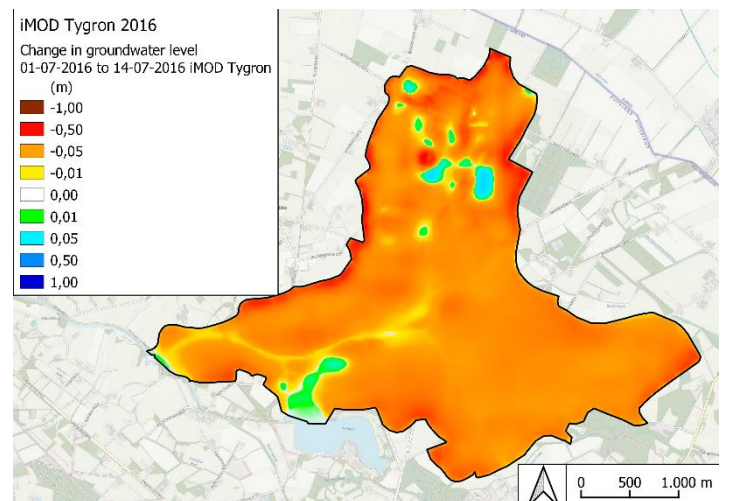 iMOD Tygron 2016
Change in groundwater level
01-07-2016 to 14-07-2016 iMOD Tygron
(m)
-1,00
-0,50
-0,05
-0,01
0,00
0,01
0,05
0,50
1,00
0 500 1.000 m